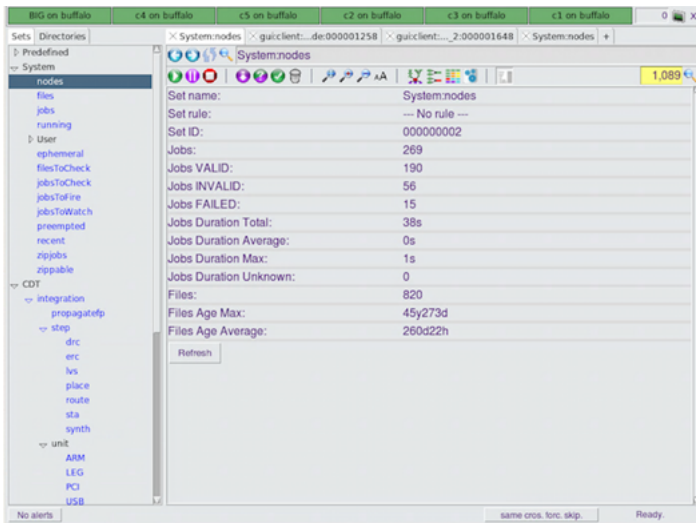 BIG on buffalo c4 on buffalo c5 on buffalo c2 on buffalo c3 on buffalo c1 on buffalo 0 X
Sets Directories
System:nodes gui:client:...de:000001258 gui:client:..._2:000001648 System:nodes +
Predefined
System
nodes
files
jobs
running
User
ephemeral
filesToCheck
jobsToCheck
jobsToFire
jobsToWatch
preempted
recent
zipjobs
zippable
CDT
integration
propagatefp
step
drc
erc
lvs
place
route
sta
synth
unit
ARM
LEG
PCI
USB
System:nodes
AA 1,089
Set name: System:nodes
Set rule: --- No rule ---
Set ID: 000000002
Jobs: 269
Jobs VALID: 190
Jobs INVALID: 56
Jobs FAILED: 15
Jobs Duration Total: 38s
Jobs Duration Average: 0s
Jobs Duration Max: 1s
Jobs Duration Unknown: 0
Files: 820
Files Age Max: 45y273d
Files Age Average: 260d22h
Refresh
No alerts same cros. forc. skip. Ready.